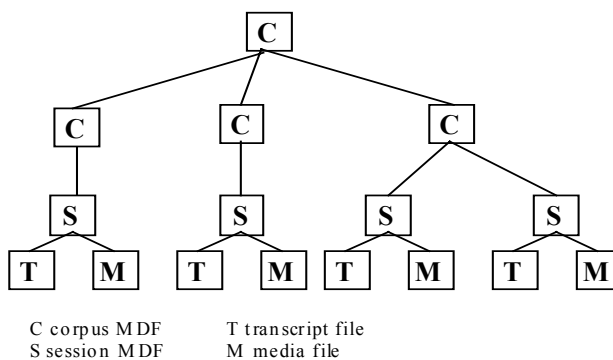 C
C C C
S S S S
T M T M T M T M
C corpus MDF T transcript file
S session MDF M media file